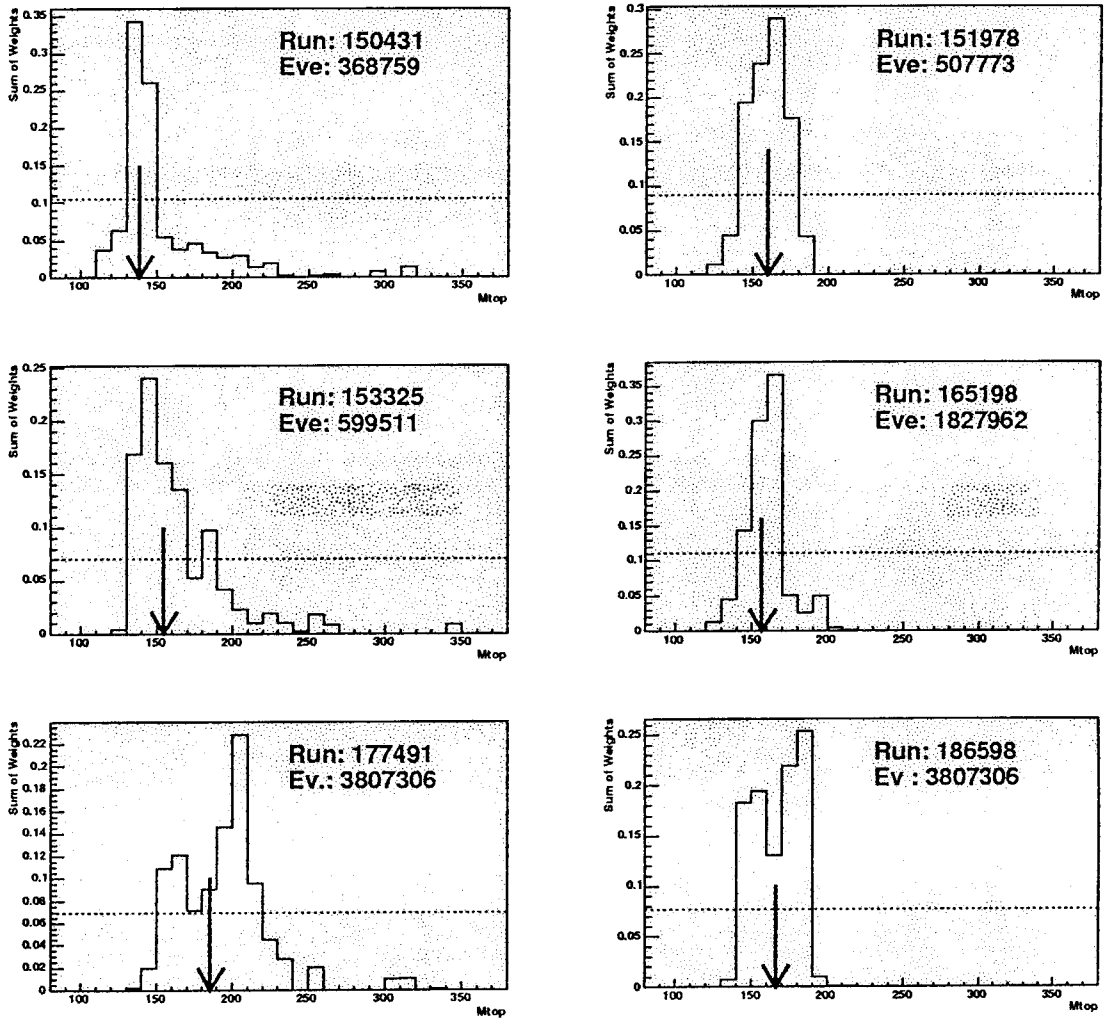 Sum of Weights
0.35
0.3
0.25
0.2
0.15
0.1
0.05
0
Run: 150431
Eve: 368759
100 150 200 250 300 350
Mtop
Sum of Weights
0.3
0.25
0.2
0.15
0.1
0.05
0
Run: 151978
Eve: 507773
100 150 200 250 300 350
Mtop
Sum of Weights
0.25
0.2
0.15
0.1
0.05
0
Run: 153325
Eve: 599511
100 150 200 250 300 350
Mtop
Sum of Weights
0.35
0.3
0.25
0.2
0.15
0.1
0.05
0
Run: 165198
Eve: 1827962
100 150 200 250 300 350
Mtop
Sum of Weights
0.22
0.2
0.18
0.16
0.14
0.12
0.1
0.08
0.06
0.04
0.02
0
Run: 177491
Ev.: 3807306
100 150 200 250 300 350
Mtop
Sum of Weights
0.25
0.2
0.15
0.1
0.05
0
Run: 186598
Ev : 3807306
100 150 200 250 300 350
Mtop